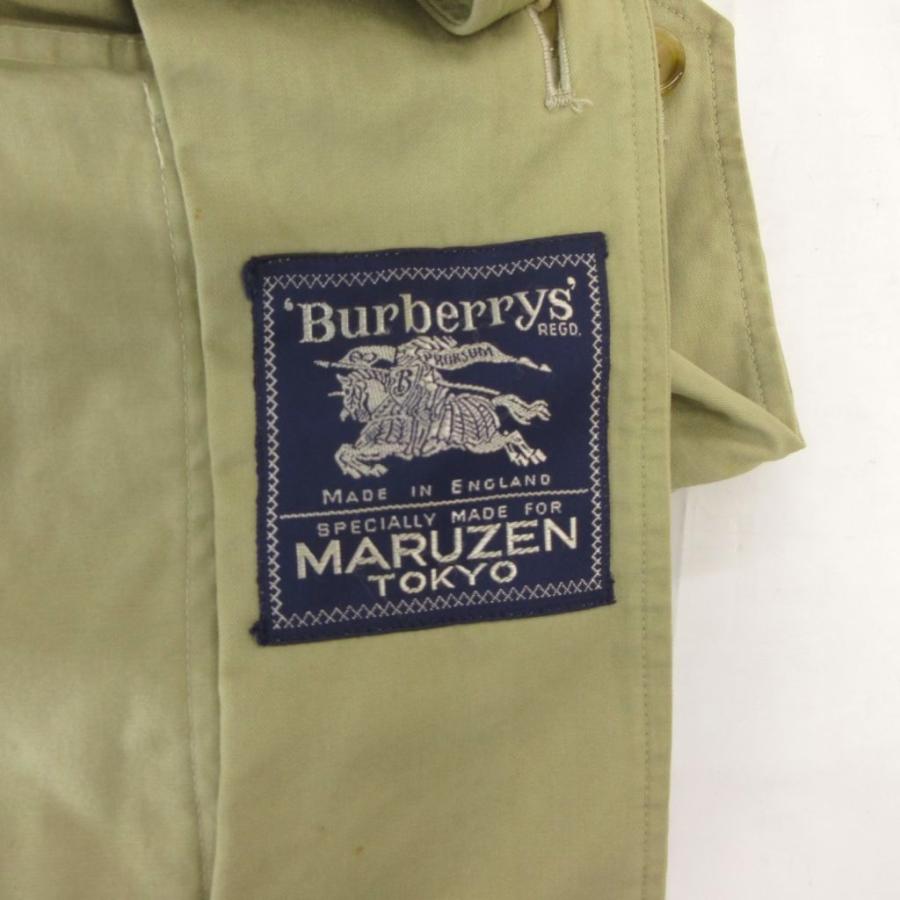 'Burberrys'
REGD.
PRORSUM
B
MADE IN ENGLAND
SPECIALLY MADE FOR
MARUZEN
TOKYO